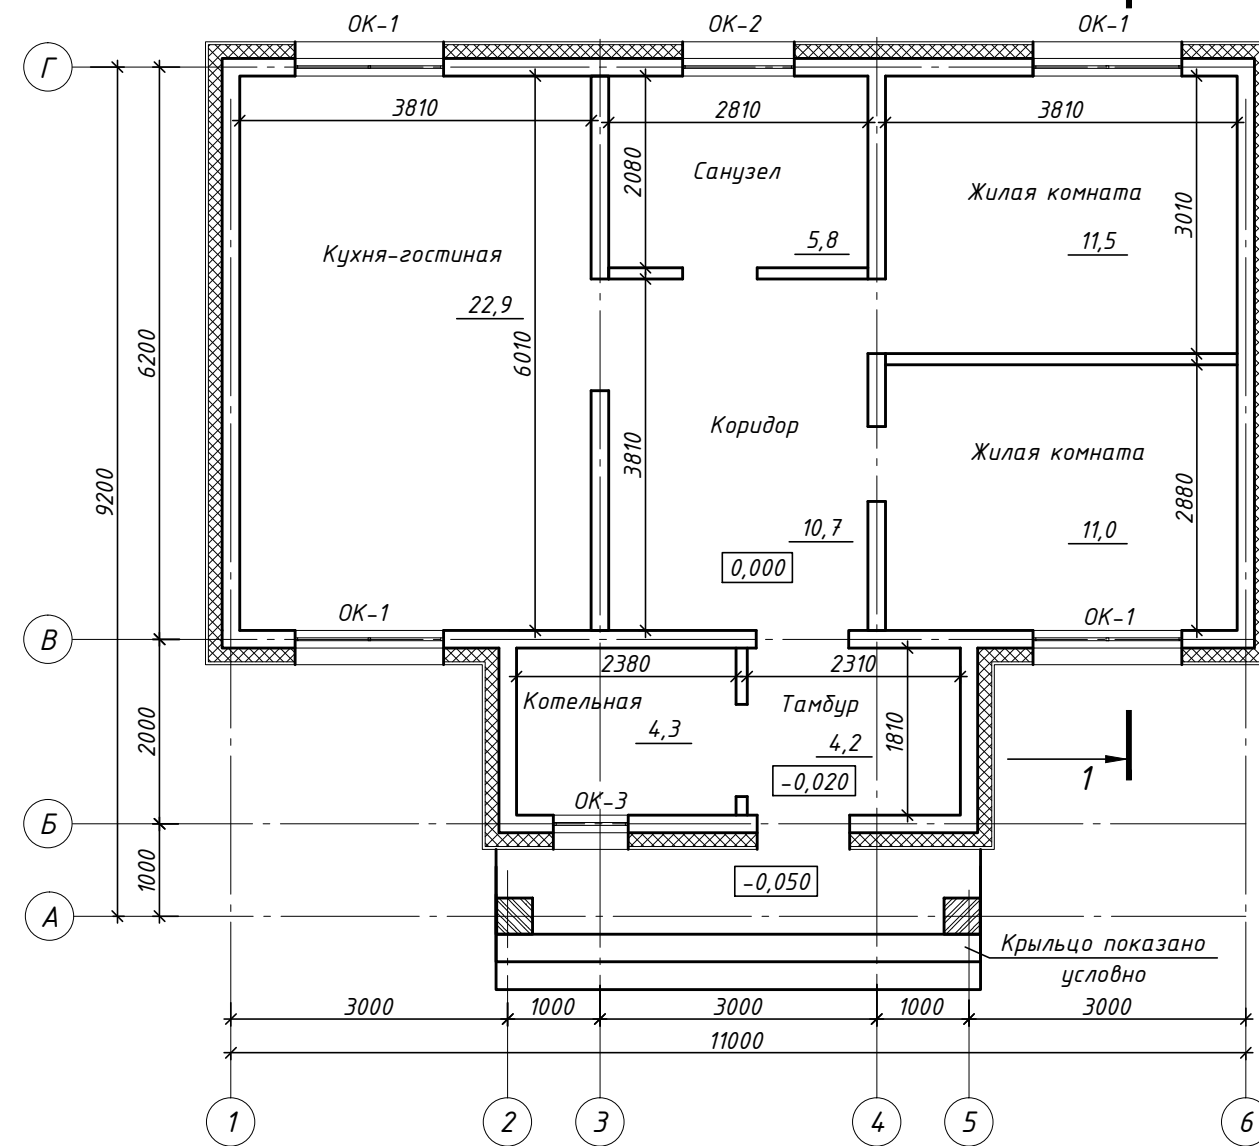 ОК-1
ОК-2
ОК-1
Г
3810
2810
3810
2080
Санузел
Жилая комната
3010
5,8
11,5
Кухня-гостиная
22,9
6200
6010
Коридор
3810
Жилая комната
9200
2880
10,7
11,0
0,000
ОК-1
ОК-1
В
2380
2310
Котельная
Тамбур
2000
4,3
4,2
1810
-0,020
1
ОК-3
Б
1000
-0,050
А
Крыльцо показано
условно
3000
1000
3000
1000
3000
11000
1
2
3
4
5
6